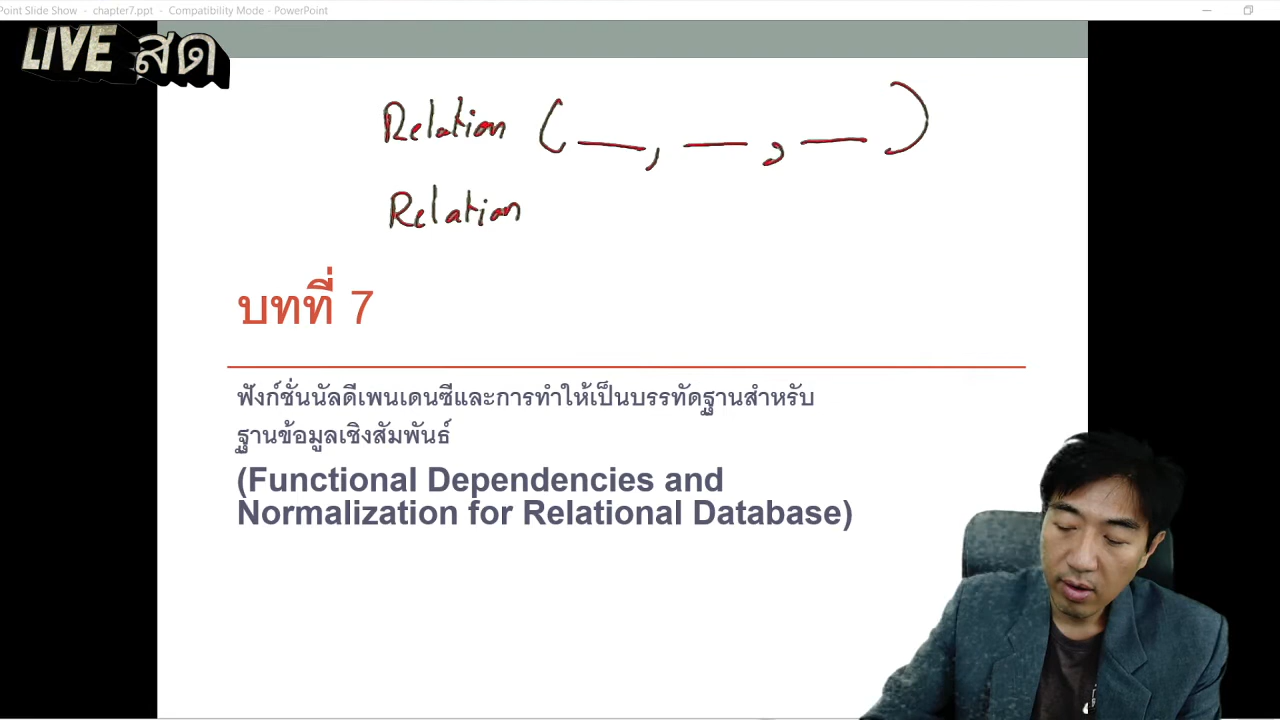 Point Slide Show - chapter7.ppt - Compatibility Mode - PowerPoint
LIVE สด
Relation ( __, __, __ )
Relation
บทที่ 7
ฟังก์ชั่นนัลดีเพนเดนซีและการทำให้เป็นบรรทัดฐานสำหรับ
ฐานข้อมูลเชิงสัมพันธ์
(Functional Dependencies and
Normalization for Relational Database)